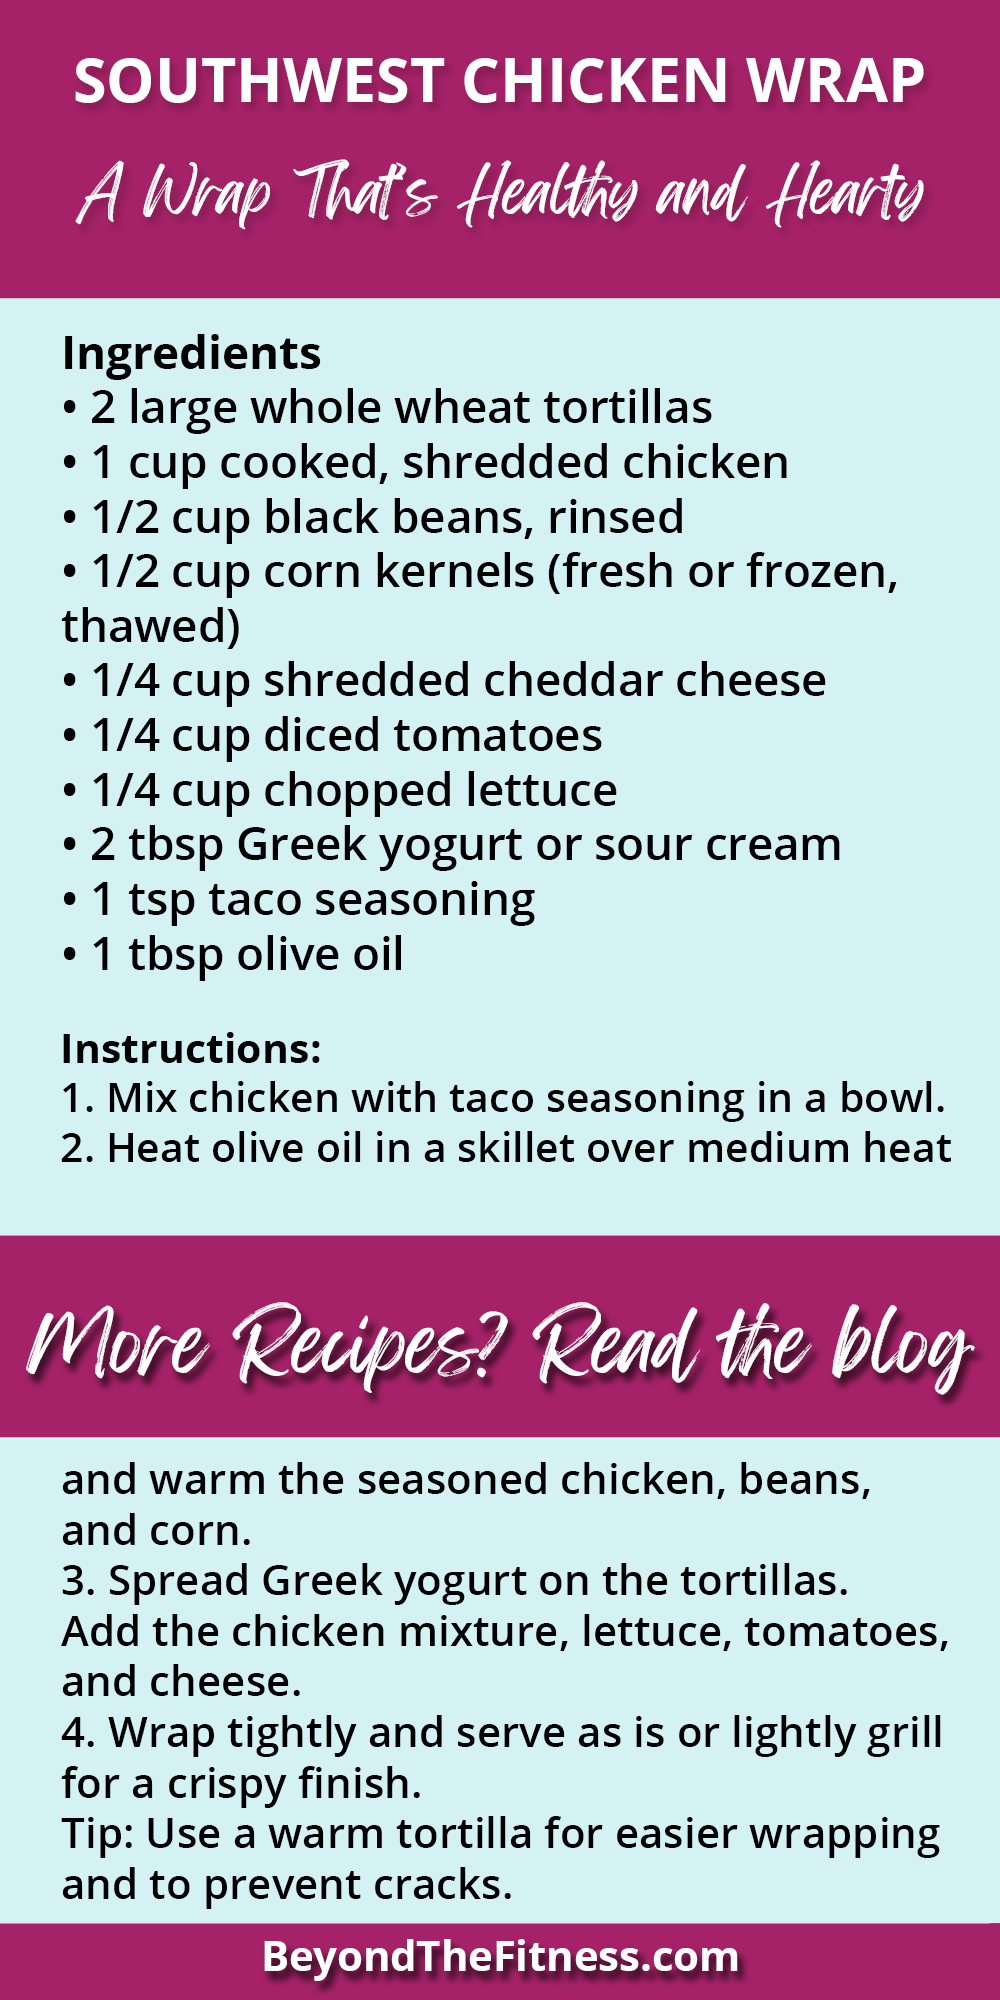 SOUTHWEST CHICKEN WRAP
A Wrap That's Healthy and Hearty
Ingredients
• 2 large whole wheat tortillas
• 1 cup cooked, shredded chicken
• 1/2 cup black beans, rinsed
• 1/2 cup corn kernels (fresh or frozen,
thawed)
• 1/4 cup shredded cheddar cheese
• 1/4 cup diced tomatoes
• 1/4 cup chopped lettuce
• 2 tbsp Greek yogurt or sour cream
• 1 tsp taco seasoning
• 1 tbsp olive oil
Instructions:
1. Mix chicken with taco seasoning in a bowl.
2. Heat olive oil in a skillet over medium heat
More Recipes? Read the blog
and warm the seasoned chicken, beans,
and corn.
3. Spread Greek yogurt on the tortillas.
Add the chicken mixture, lettuce, tomatoes,
and cheese.
4. Wrap tightly and serve as is or lightly grill
for a crispy finish.
Tip: Use a warm tortilla for easier wrapping
and to prevent cracks.
BeyondTheFitness.com